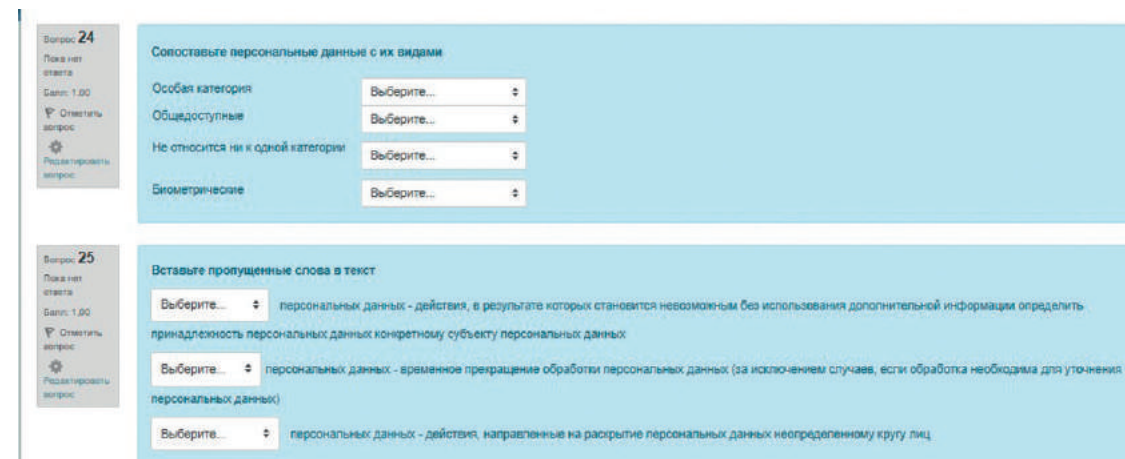 Вопрос 24
Пока нет
ответа
Балл: 1,00
Отметить
вопрос
Редактировать
вопрос
Сопоставьте персональные данные с их видами
Особая категория Выберите...
Общедоступные Выберите...
Не относится ни к одной категории Выберите...
Биометрические Выберите...
Вопрос 25
Пока нет
ответа
Балл: 1,00
Отметить
вопрос
Редактировать
вопрос
Вставьте пропущенные слова в текст
Выберите... персональных данных - действия, в результате которых становится невозможным без использования дополнительной информации определить
принадлежность персональных данных конкретному субъекту персональных данных
Выберите... персональных данных - временное прекращение обработки персональных данных (за исключением случаев, если обработка необходима для уточнения
персональных данных)
Выберите... персональных данных - действия, направленные на раскрытие персональных данных неопределенному кругу лиц